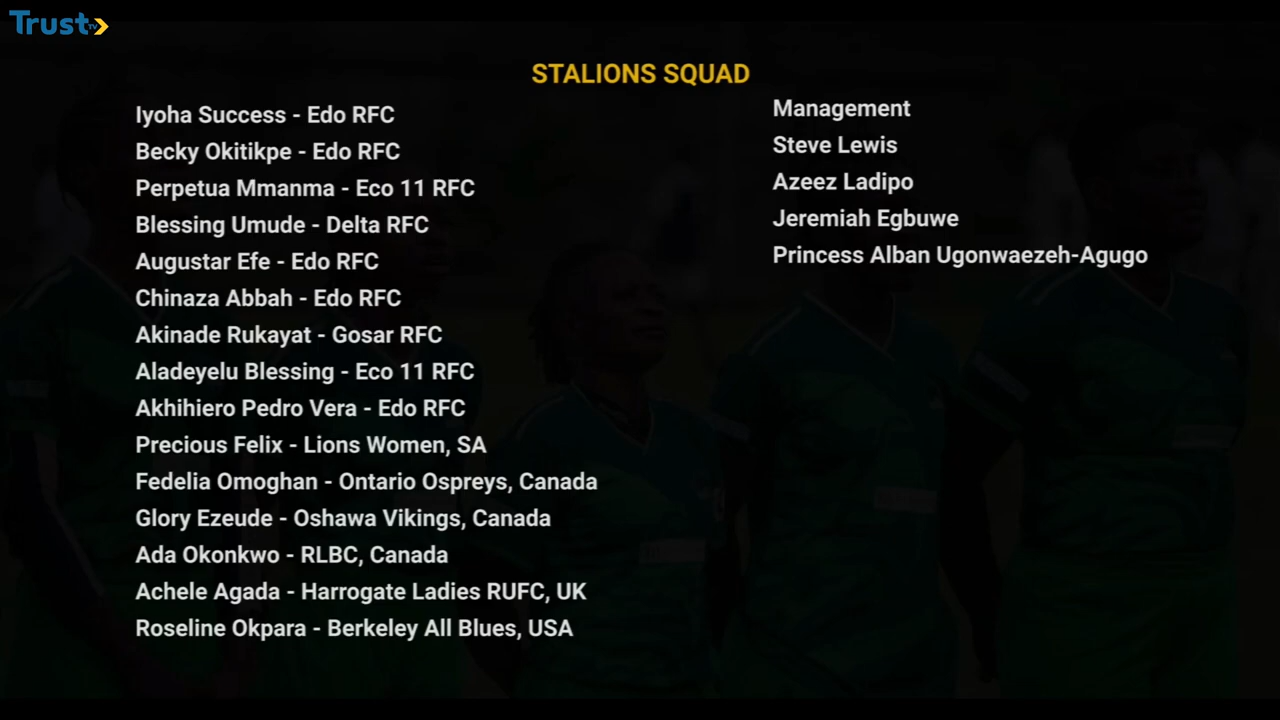 Trust TV
STALIONS SQUAD
Iyoha Success - Edo RFC
Becky Okitikpe - Edo RFC
Perpetua Mmanma - Eco 11 RFC
Blessing Umude - Delta RFC
Augustar Efe - Edo RFC
Chinaza Abbah - Edo RFC
Akinade Rukayat - Gosar RFC
Aladeyelu Blessing - Eco 11 RFC
Akhihiero Pedro Vera - Edo RFC
Precious Felix - Lions Women, SA
Fedelia Omoghan - Ontario Ospreys, Canada
Glory Ezeude - Oshawa Vikings, Canada
Ada Okonkwo - RLBC, Canada
Achele Agada - Harrogate Ladies RUFC, UK
Roseline Okpara - Berkeley All Blues, USA
Management
Steve Lewis
Azeez Ladipo
Jeremiah Egbuwe
Princess Alban Ugonwaezeh-Agugo